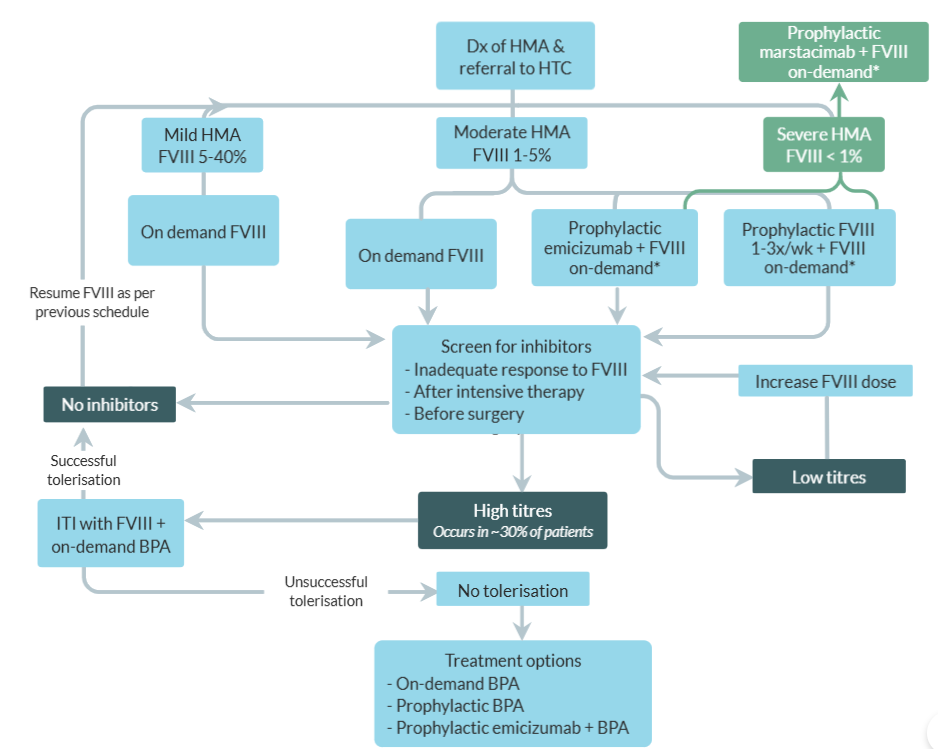 Dx of HMA &
referral to HTC
Prophylactic
marstacimab + FVIII
on-demand*
Mild HMA
FVIII 5-40%
Moderate HMA
FVIII 1-5%
Severe HMA
FVIII < 1%
On demand FVIII
On demand FVIII
Prophylactic
emicizumab + FVIII
on-demand*
Prophylactic FVIII
1-3x/wk + FVIII
on-demand*
Resume FVIII as per
previous schedule
Screen for inhibitors
- Inadequate response to FVIII
- After intensive therapy
- Before surgery
Increase FVIII dose
No inhibitors
Low titres
Successful
tolerisation
High titres
Occurs in ~30% of patients
ITI with FVIII +
on-demand BPA
Unsuccessful
tolerisation
No tolerisation
Treatment options
- On-demand BPA
- Prophylactic BPA
- Prophylactic emicizumab + BPA